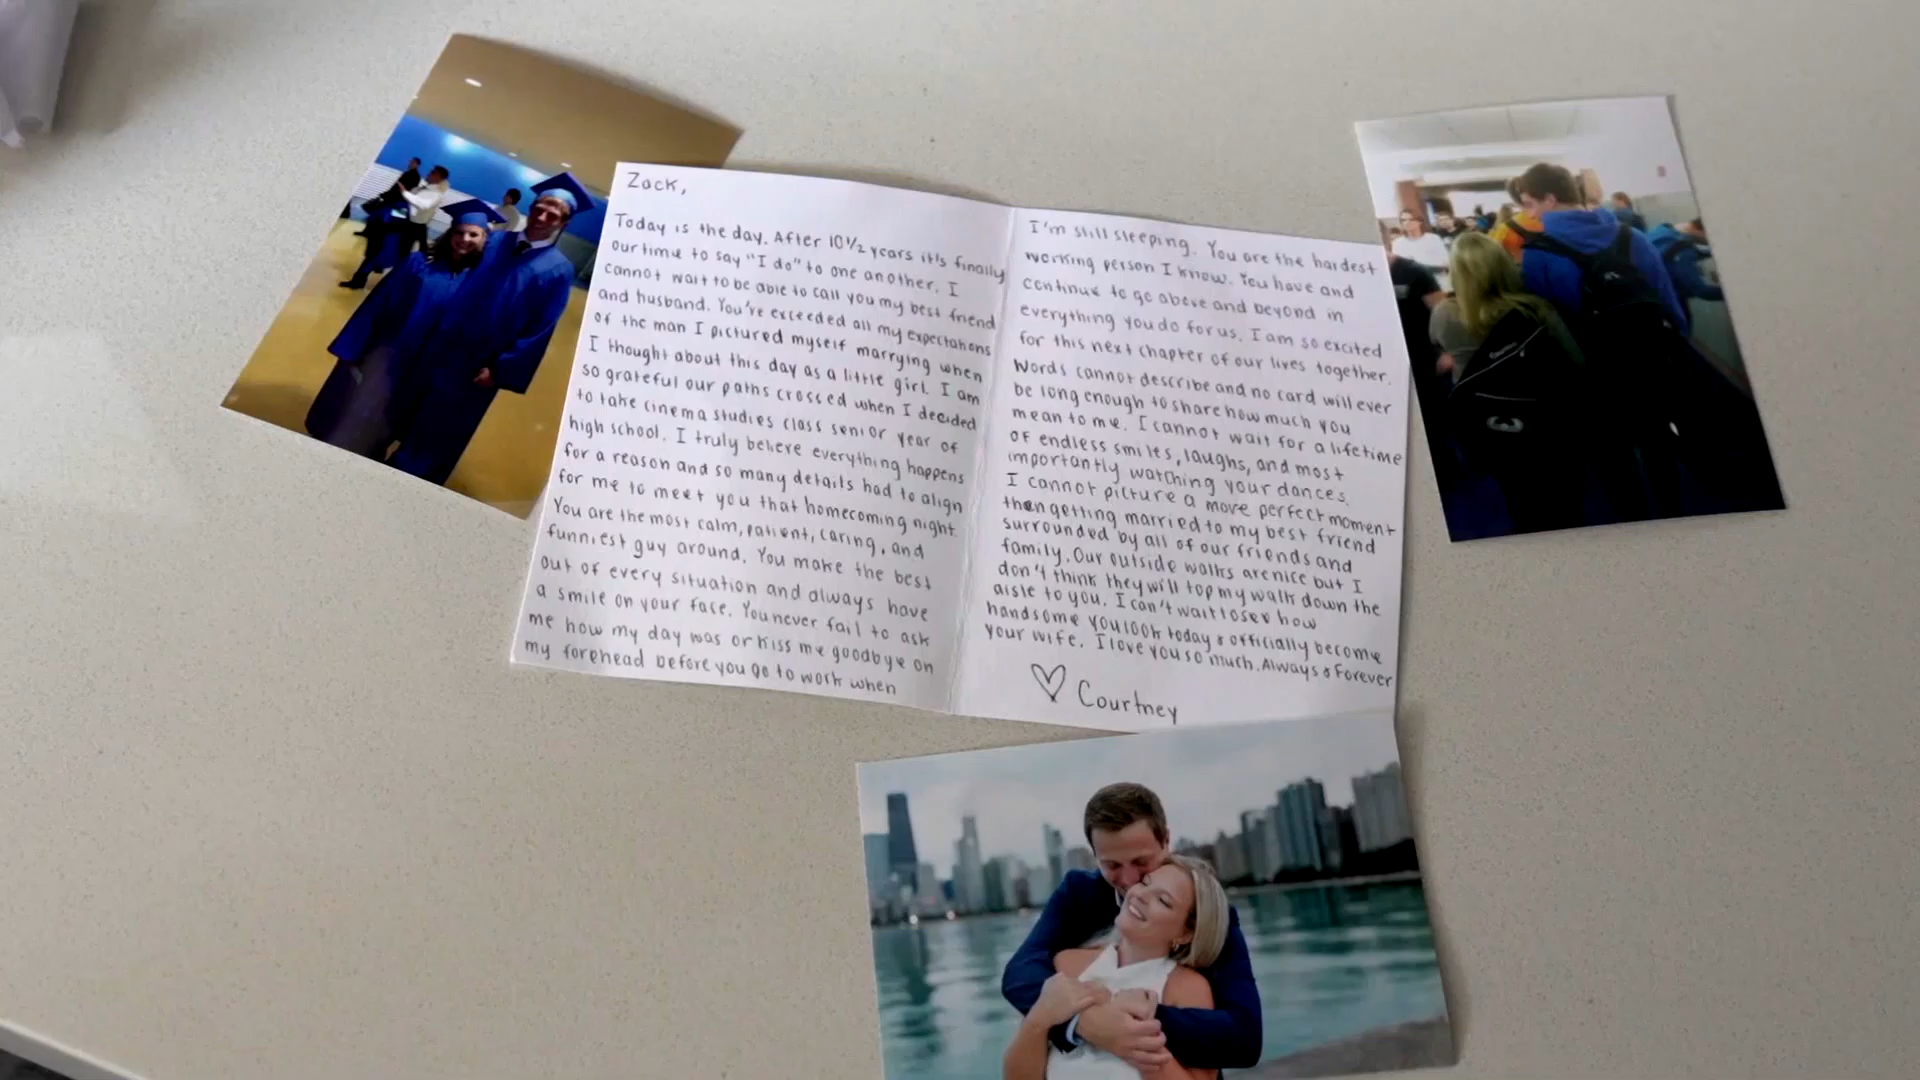 Zack,
Today is the day. After 10 1/2 years it's finally
our time to say "I do" to one another. I
cannot wait to be able to call you my best friend
and husband. You've exceeded all my expectations
of the man I pictured myself marrying when
I thought about this day as a little girl. I am
so grateful our paths crossed when I decided
to take cinema studies class senior year of
high school. I truly believe everything happens
for a reason and so many details had to align
for me to meet you that homecoming night.
You are the most calm, patient, caring, and
funniest guy around. You make the best
out of every situation and always have
a smile on your face. You never fail to ask
me how my day was or kiss me goodbye on
my forehead before you go to work when
I'm still sleeping. You are the hardest
working person I know. You have and
continue to go above and beyond in
everything you do for us. I am so excited
for this next chapter of our lives together.
Words cannot describe and no card will ever
be long enough to share how much you
mean to me. I cannot wait for a lifetime
of endless smiles, laughs, and most
importantly watching your dances.
I cannot picture a more perfect moment
then getting married to my best friend
surrounded by all of our friends and
family. Our outside walks are nice but I
don't think they will top my walk down the
aisle to you. I can't wait to see how
handsome you look today & officially become
your wife. I love you so much. Always & Forever
♡ Courtney